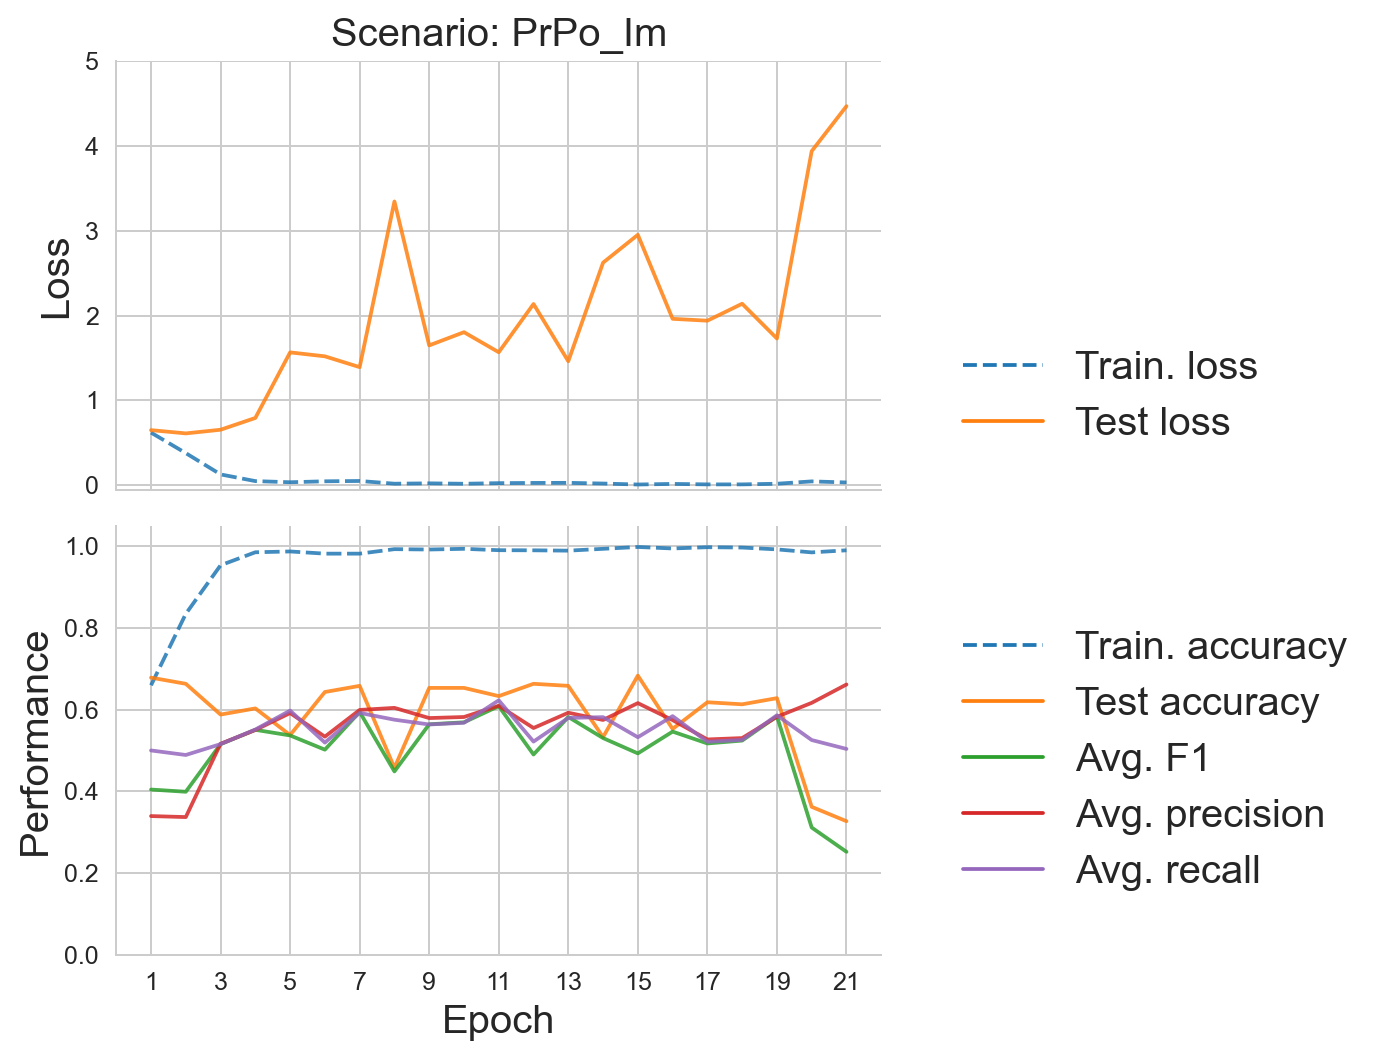 Scenario: PrPo_Im
5
4
3
2
1
0
Loss
Train. loss
Test loss
1.0
0.8
0.6
0.4
0.2
0.0
Performance
1 3 5 7 9 11 13 15 17 19 21
Epoch
Train. accuracy
Test accuracy
Avg. F1
Avg. precision
Avg. recall